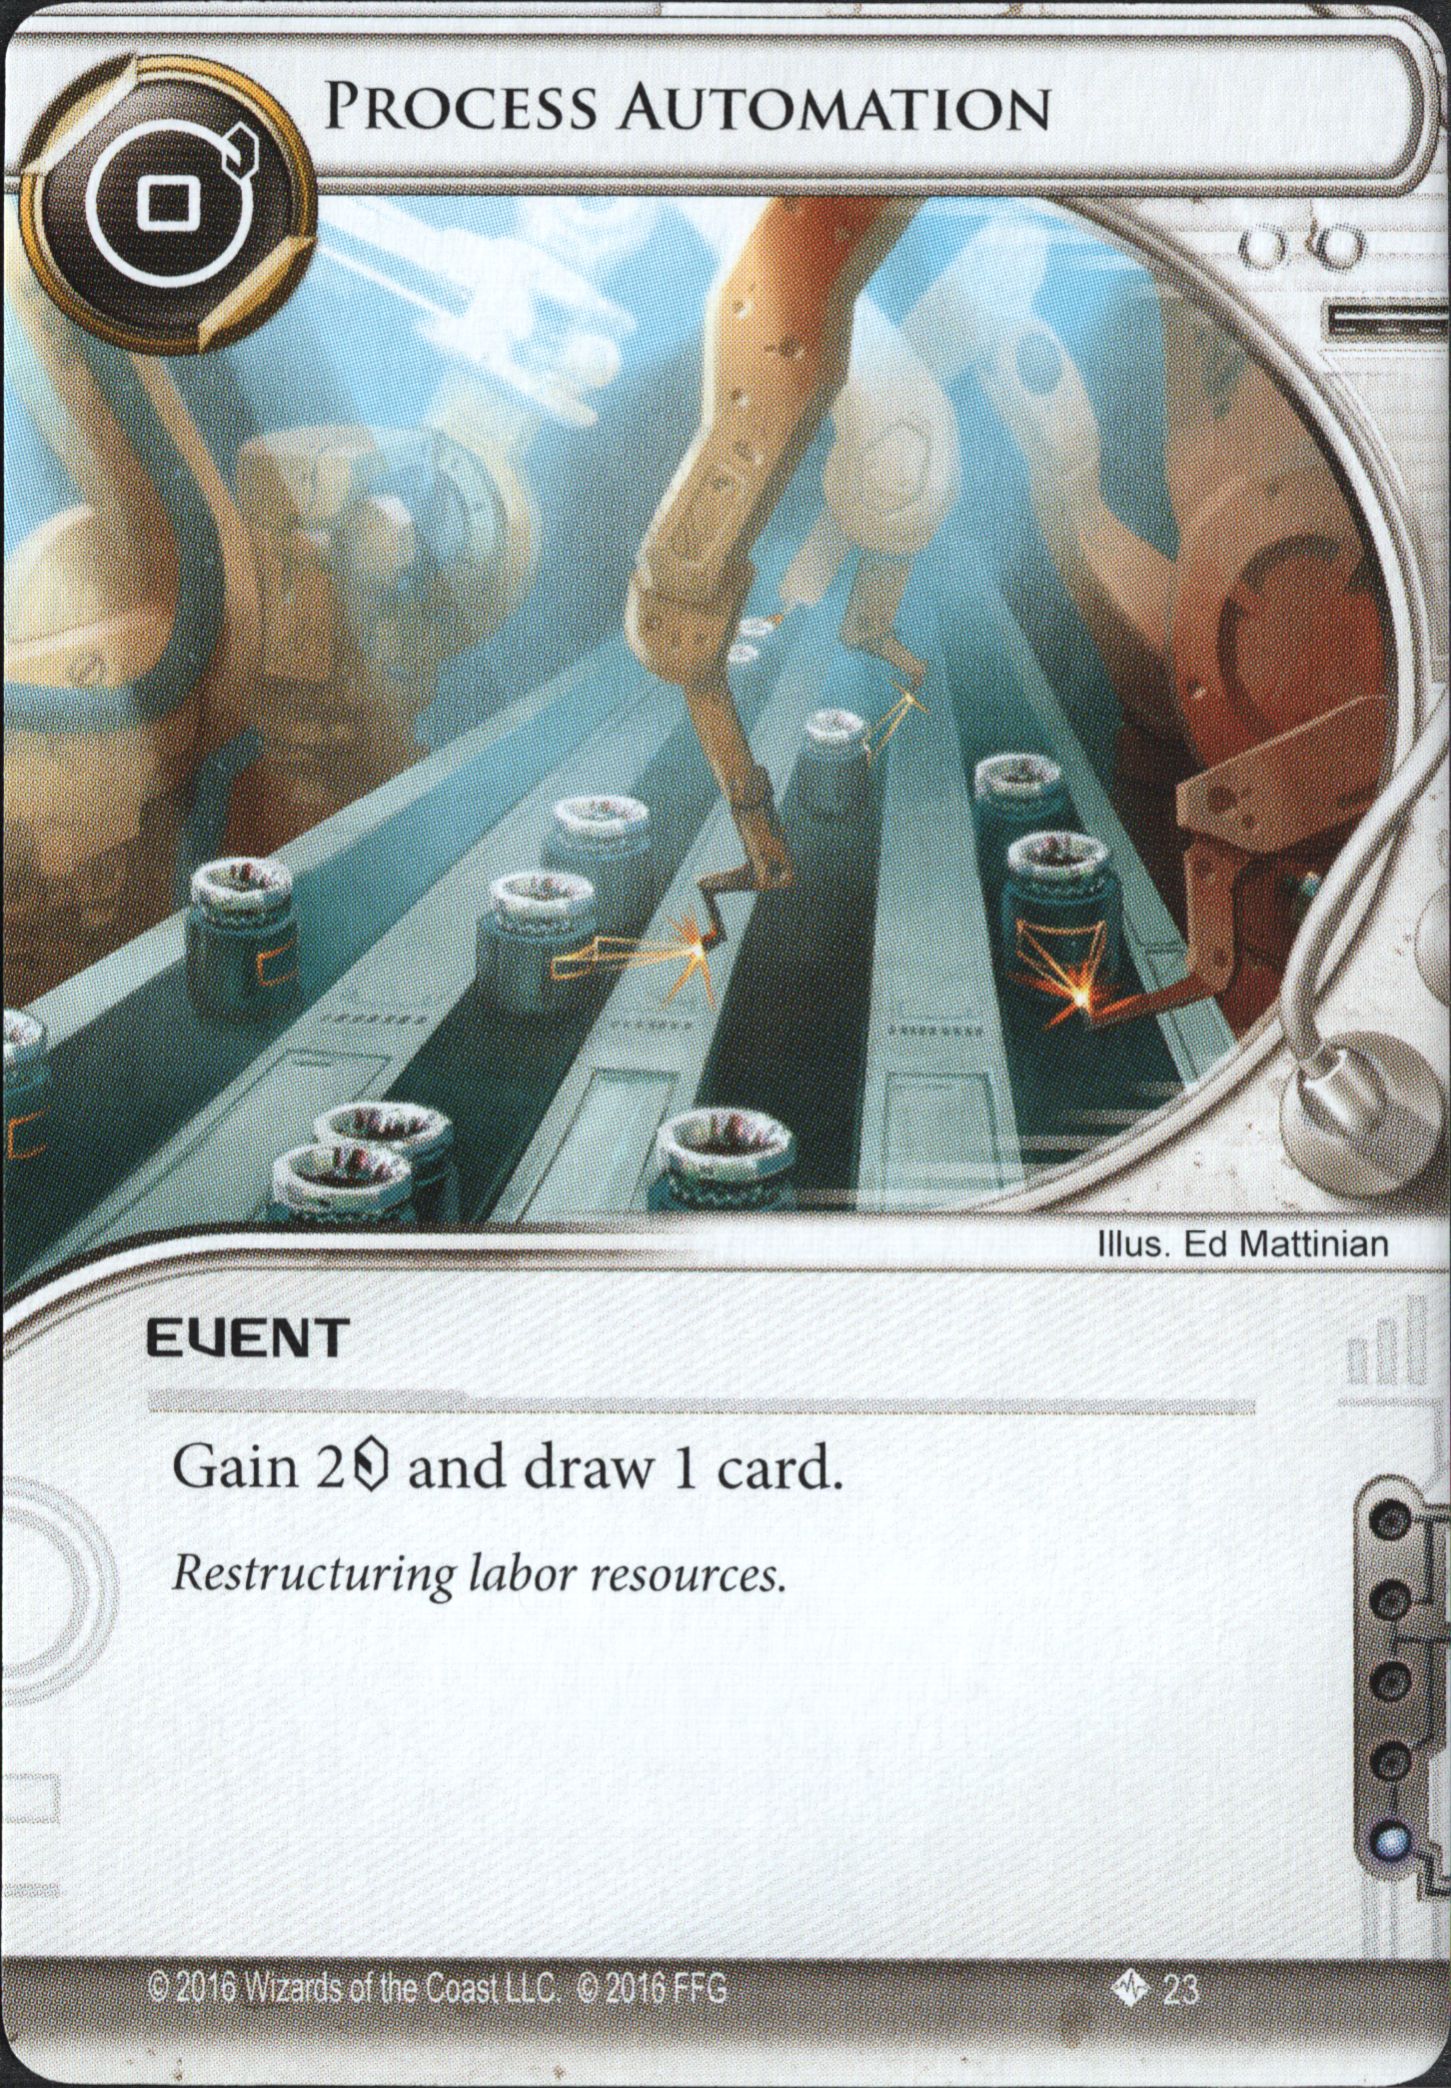 0
PROCESS AUTOMATION
Illus. Ed Mattinian
EVENT
Gain 2 and draw 1 card.
Restructuring labor resources.
© 2016 Wizards of the Coast LLC. © 2016 FFG
23